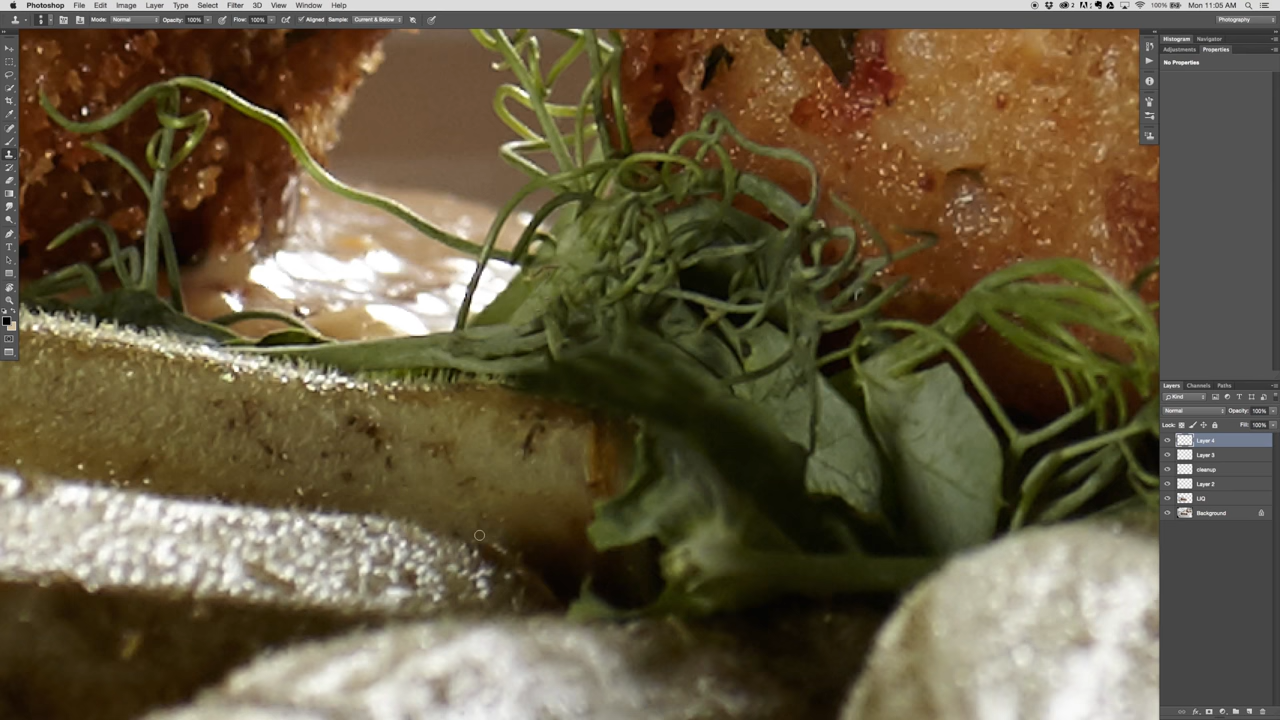 Photoshop File Edit Image Layer Type Select Filter 3D View Window Help 100% Mon 11:05 AM
Mode: Normal Opacity: 100% Flow: 100% Aligned Sample: Current & Below Photography
Histogram Navigator
Adjustments Properties
No Properties
Layers Channels Paths
Kind
Normal Opacity: 100%
Lock: Fill: 100%
Layer 4
Layer 3
cleanup
Layer 2
LIQ
Background